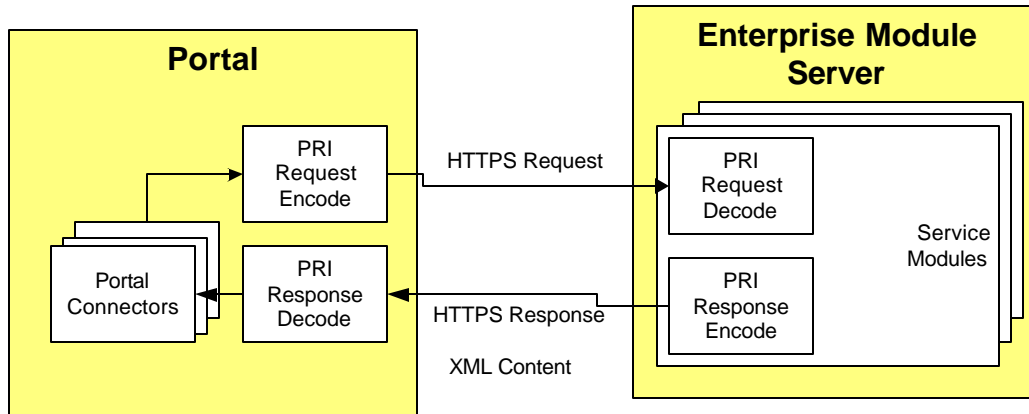 Portal
Enterprise Module
Server
PRI
Request
Encode
HTTPS Request
PRI
Request
Decode
Service
Modules
Portal
Connectors
PRI
Response
Decode
HTTPS Response
XML Content
PRI
Response
Encode